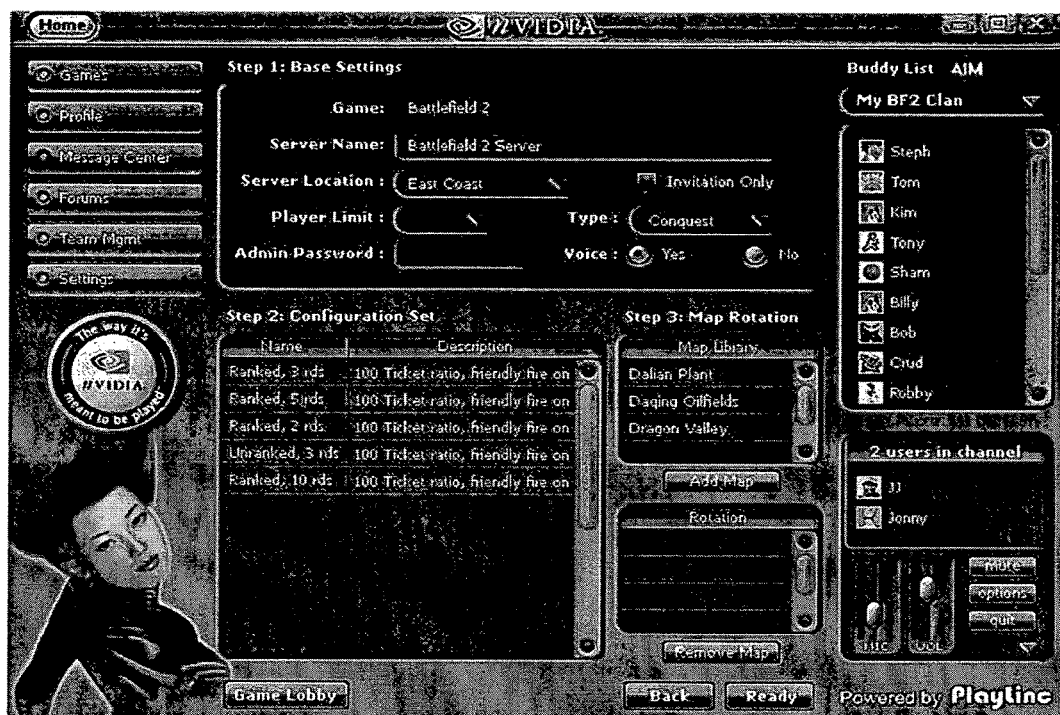 Home
NVIDIA
Games
Profile
Message Center
Forums
Team Mgmt
Settings
The way it's
NVIDIA
meant to be played
Step 1: Base Settings
Game: Battlefield 2
Server Name: Battlefield 2 Server
Server Location : East Coast Invitation Only
Player Limit : Type : Conquest
Admin Password : Voice : Yes No
Step 2: Configuration Set
Name Description
Ranked, 3 rds 100 Ticket ratio, friendly fire on
Ranked, 5 rds 100 Ticket ratio, friendly fire on
Ranked, 2 rds 100 Ticket ratio, friendly fire on
Unranked, 3 rds 100 Ticket ratio, friendly fire on
Ranked, 10 rds 100 Ticket ratio, friendly fire on
Step 3: Map Rotation
Map Library
Dalian Plant
Daqing Oilfields
Dragon Valley
Add Map
Rotation
Remove Map
Game Lobby
Back
Ready
Buddy List AIM
My BF2 Clan
Steph
Tom
Kim
Tony
Sham
Billy
Bob
Crud
Robby
2 users in channel
JJ
Jonny
mute
options
quit
MIC VOL
Powered by PlayLinc